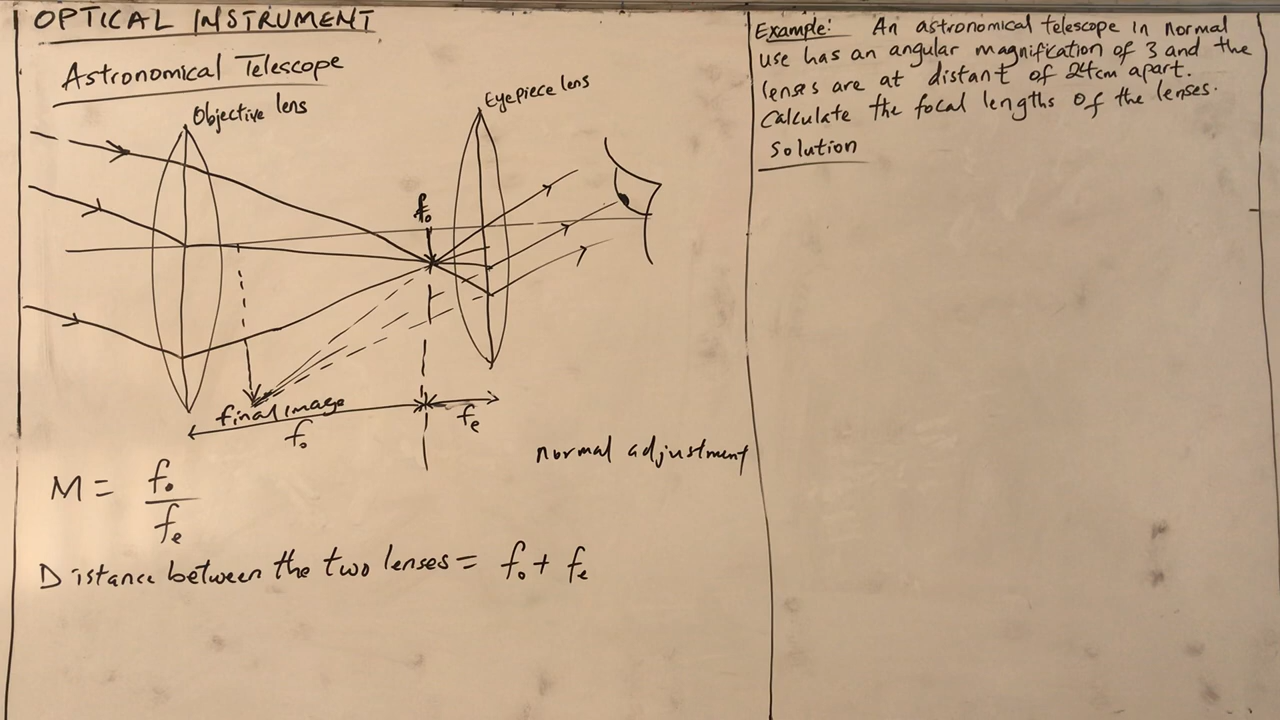 OPTICAL INSTRUMENT
Astronomical Telescope
Objective lens
Eyepiece lens
f₀
final image
f₀
fₑ
normal adjustment
M = f₀ / fₑ
Distance between the two lenses = f₀ + fₑ
Example: An astronomical telescope in normal
use has an angular magnification of 3 and the
lenses are at distant of 24cm apart.
Calculate the focal lengths of the lenses.
Solution